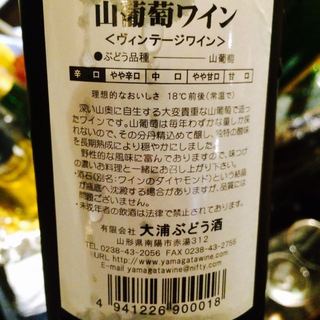 山葡萄ワイン
<ヴィンテージワイン>
●ぶどう品種 ── 山葡萄
辛口 やや辛口 中口 やや甘口 甘口
理想的なおいしさ 18℃前後(常温で)
深い山奥に自生する大変貴重な山葡萄で造
ったワインです。山葡萄は毎年わずかな量しか採
れないので、その分丹精込めて醸し、独特の酸味
を長期熟成により穏やかにしました。
野性的な風味に富んでおりますので、味つけ
の濃いお料理と一緒にお召し上がり下さい。
・酒石(別名:ワインのダイヤモンド)という結晶
が瓶底へ沈澱する場合がありますが、品質には
・未成年者の飲酒は法律で禁止されています。
有限会社 大浦ぶどう酒
山形県南陽市赤湯312
TEL 0238-43-2056 FAX 0238-43-2755
URL http://www.yamagatawine.com/
E-mail yamagatawine@nifty.com
4 941226 900018